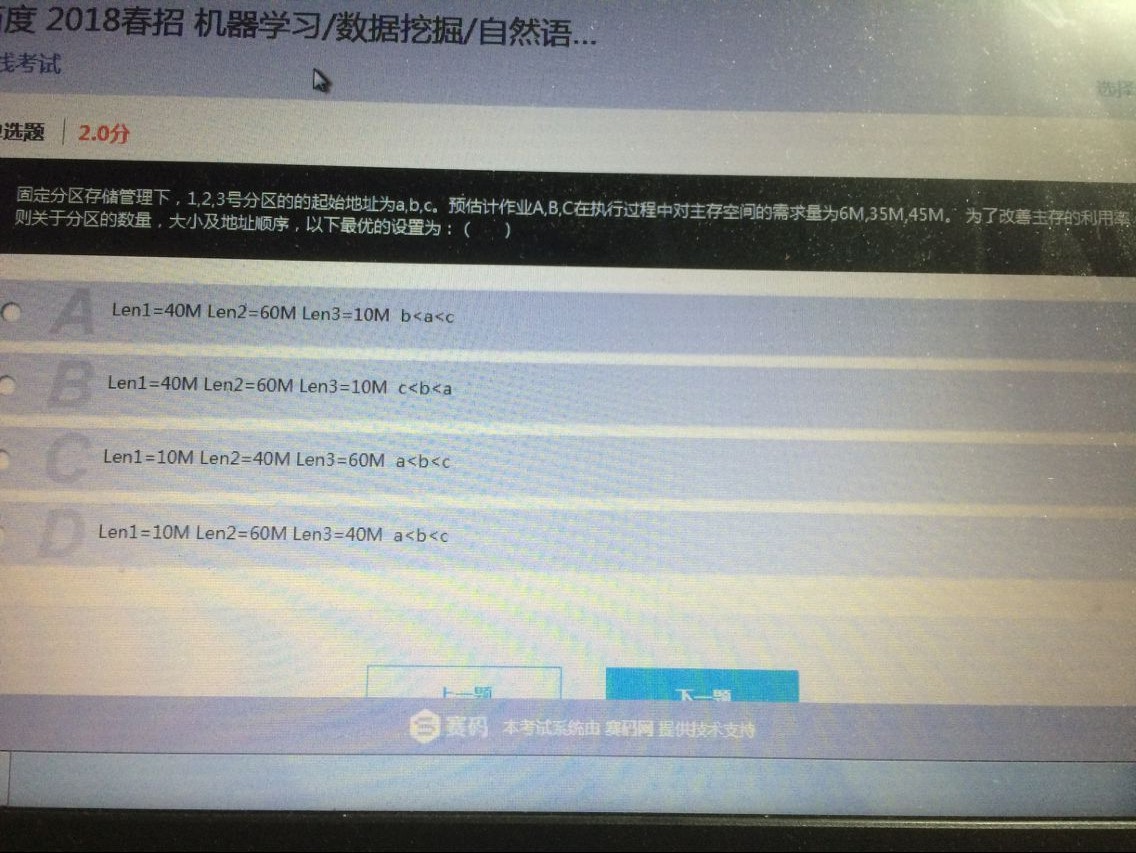 度 2018春招 机器学习/数据挖掘/自然语...
线考试
选择
选题 | 2.0分
固定分区存储管理下，1,2,3号分区的的起始地址为a,b,c。预估计作业A,B,C在执行过程中对主存空间的需求量为6M,35M,45M。为了改善主存的利用率
则关于分区的数量，大小及地址顺序，以下最优的设置为：（ ）
A Len1=40M Len2=60M Len3=10M b<a<c
B Len1=40M Len2=60M Len3=10M c<b<a
C Len1=10M Len2=40M Len3=60M a<b<c
D Len1=10M Len2=60M Len3=40M a<b<c
上一题 下一题
赛码 本考试系统由 赛码网 提供技术支持